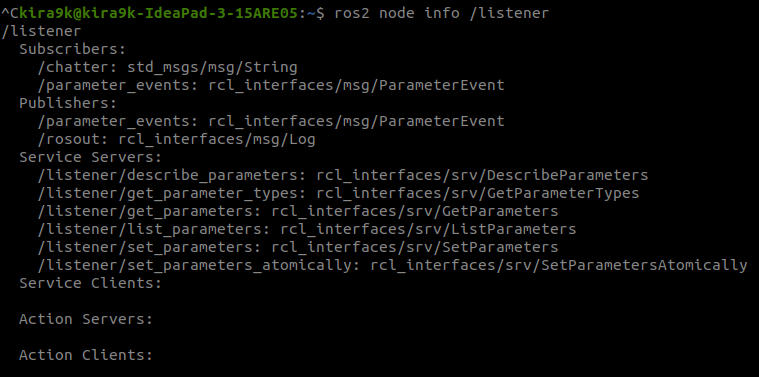 ^Ckira9k@kira9k-IdeaPad-3-15ARE05:~$ ros2 node info /listener
/listener
  Subscribers:
    /chatter: std_msgs/msg/String
    /parameter_events: rcl_interfaces/msg/ParameterEvent
  Publishers:
    /parameter_events: rcl_interfaces/msg/ParameterEvent
    /rosout: rcl_interfaces/msg/Log
  Service Servers:
    /listener/describe_parameters: rcl_interfaces/srv/DescribeParameters
    /listener/get_parameter_types: rcl_interfaces/srv/GetParameterTypes
    /listener/get_parameters: rcl_interfaces/srv/GetParameters
    /listener/list_parameters: rcl_interfaces/srv/ListParameters
    /listener/set_parameters: rcl_interfaces/srv/SetParameters
    /listener/set_parameters_atomically: rcl_interfaces/srv/SetParametersAtomically
  Service Clients:
  Action Servers:
  Action Clients: